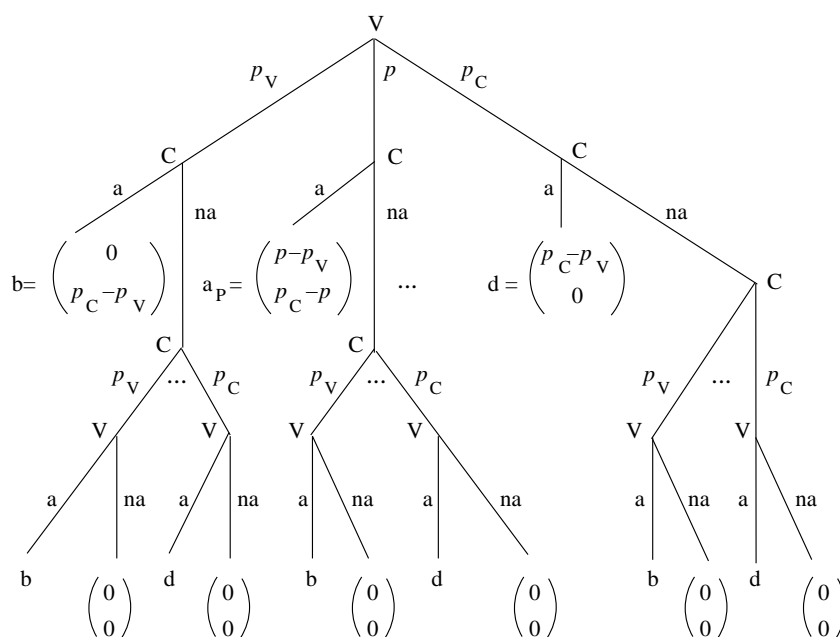 V
p_V p p_C
C C C
a na a na a na
b= ( 0 ) a_P = ( p−p_V ) ... d = ( p_C−p_V )
( p_C−p_V ) ( p_C−p ) ( 0 )
C
C C
p_V ... p_C p_V ... p_C p_V ... p_C
V V V V V V
a na a na a na a na a na a na
b ( 0 ) d ( 0 ) b ( 0 ) d ( 0 ) b ( 0 ) d ( 0 )
( 0 ) ( 0 ) ( 0 ) ( 0 ) ( 0 ) ( 0 )